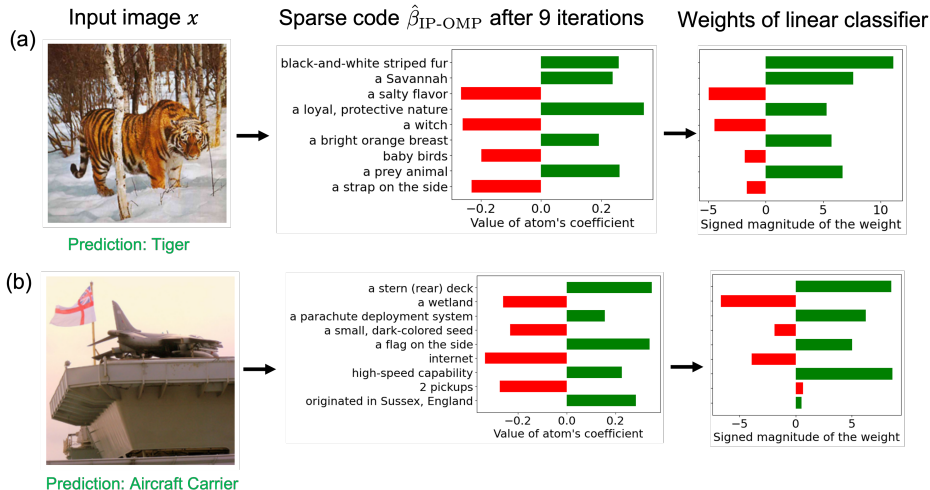 Input image x
Sparse code β̂IP-OMP after 9 iterations
Weights of linear classifier
(a)
black-and-white striped fur
a Savannah
a salty flavor
a loyal, protective nature
a witch
a bright orange breast
baby birds
a prey animal
a strap on the side
−0.2 0.0 0.2
Value of atom's coefficient
−5 0 5 10
Signed magnitude of the weight
Prediction: Tiger
(b)
a stern (rear) deck
a wetland
a parachute deployment system
a small, dark-colored seed
a flag on the side
internet
high-speed capability
2 pickups
originated in Sussex, England
−0.2 0.0 0.2
Value of atom's coefficient
−5 0 5
Signed magnitude of the weight
Prediction: Aircraft Carrier